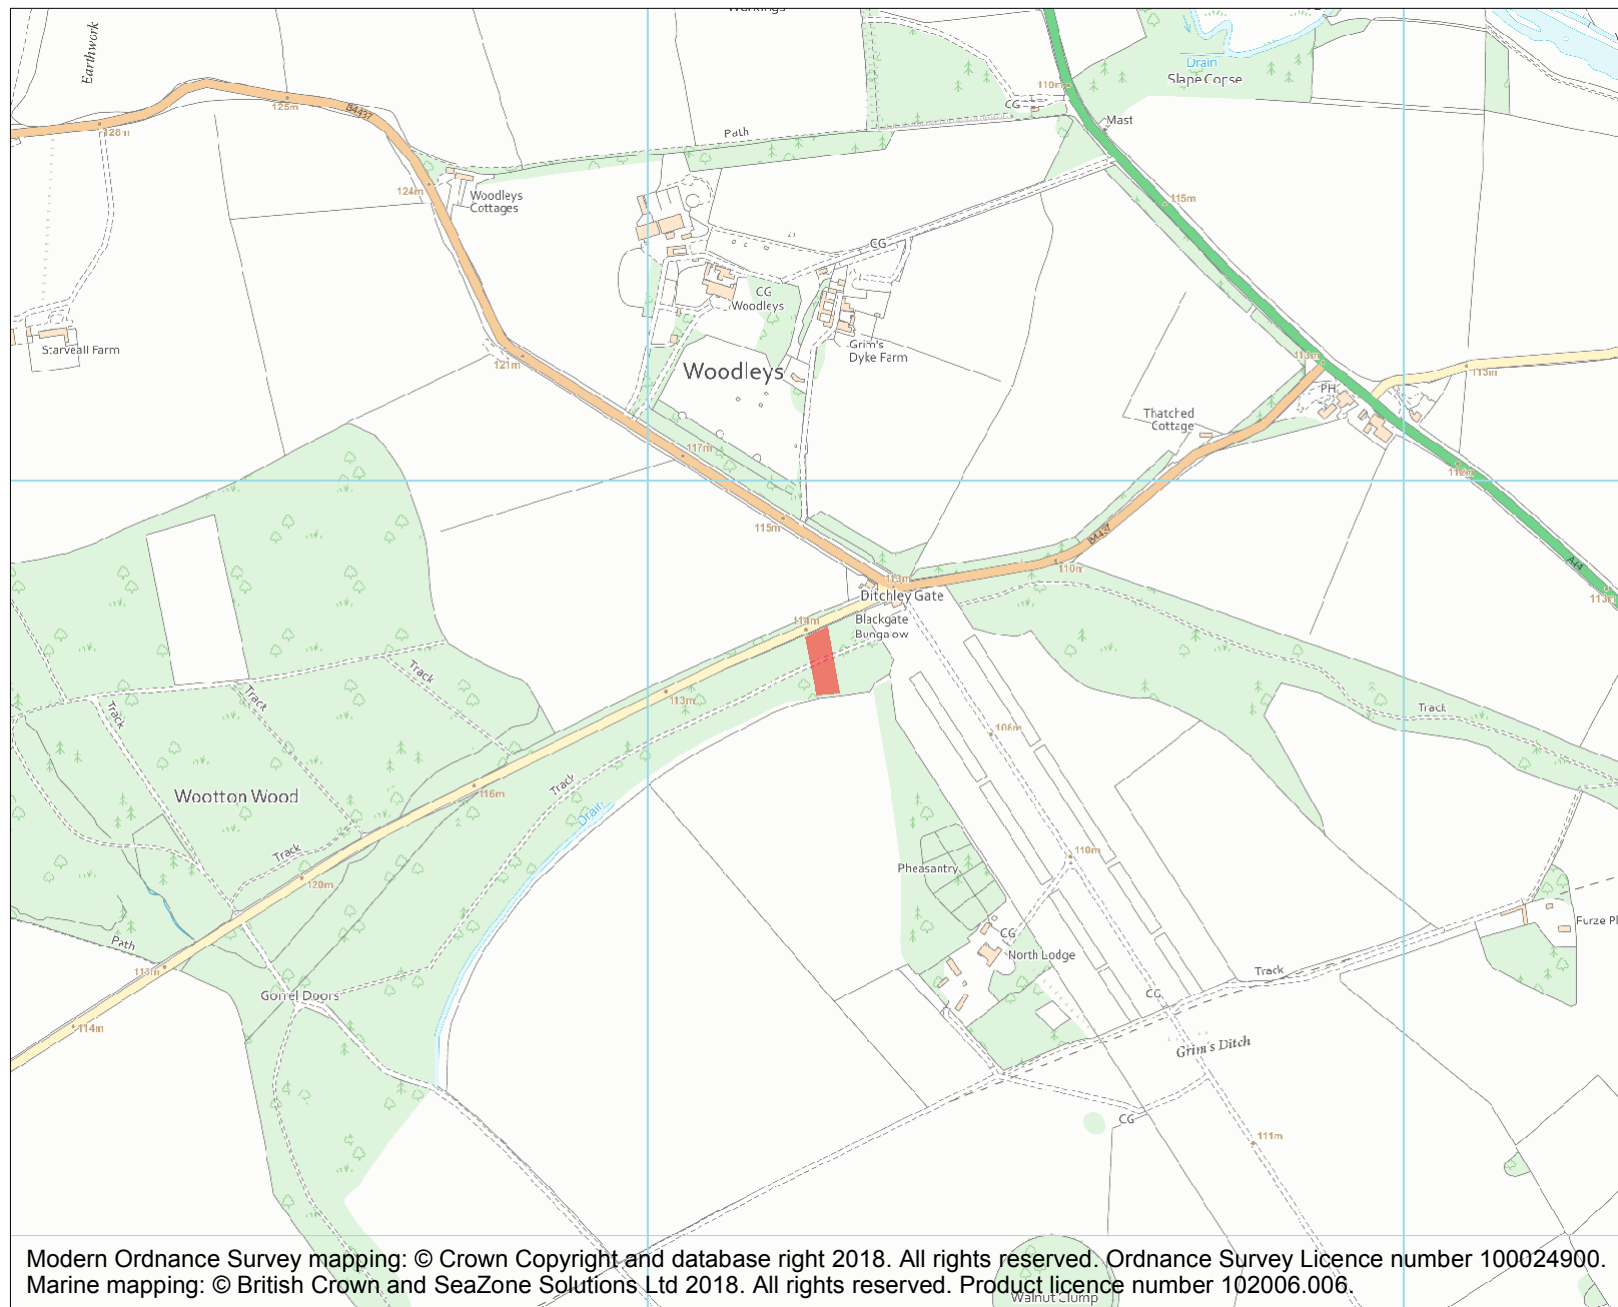 Earthwork
Drain
Slape Copse
125m
B4437
128m
110m
CG
Mast
Path
124m
Woodleys
Cottages
115m
CG
CG
Woodleys
Starveall Farm
121m
Grim's
Dyke Farm
Woodleys
113m
113m
PH
Thatched
Cottage
117m
112m
115m
B4437
A44
113m
110m
113m
Ditchley Gate
114m
Blackgate
Bungalow
Track
Track
Track
113m
108m
Track
Wootton Wood
116m
Track
Drain
Track
120m
110m
Pheasantry
Path
CG
North Lodge
Furze Pl
Track
Gorrel Doors
CG
114m
Grim's Ditch
CG
111m
Modern Ordnance Survey mapping: © Crown Copyright and database right 2018. All rights reserved. Ordnance Survey Licence number 100024900.
Marine mapping: © British Crown and SeaZone Solutions Ltd 2018. All rights reserved. Product licence number 102006.006.
Walnut Clump